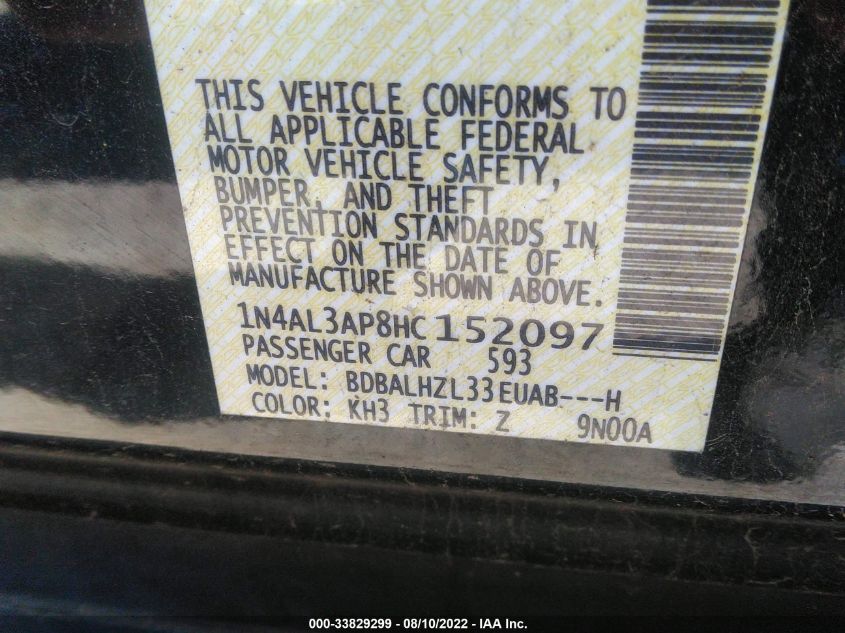 THIS VEHICLE CONFORMS TO
ALL APPLICABLE FEDERAL
MOTOR VEHICLE SAFETY,
BUMPER, AND THEFT
PREVENTION STANDARDS IN
EFFECT ON THE DATE OF
MANUFACTURE SHOWN ABOVE.
1N4AL3AP8HC152097
PASSENGER CAR 593
MODEL: BDBALHZL33EUAB---H
COLOR: KH3 TRIM: Z 9N00A
000-33829299 - 08/10/2022 - IAA Inc.